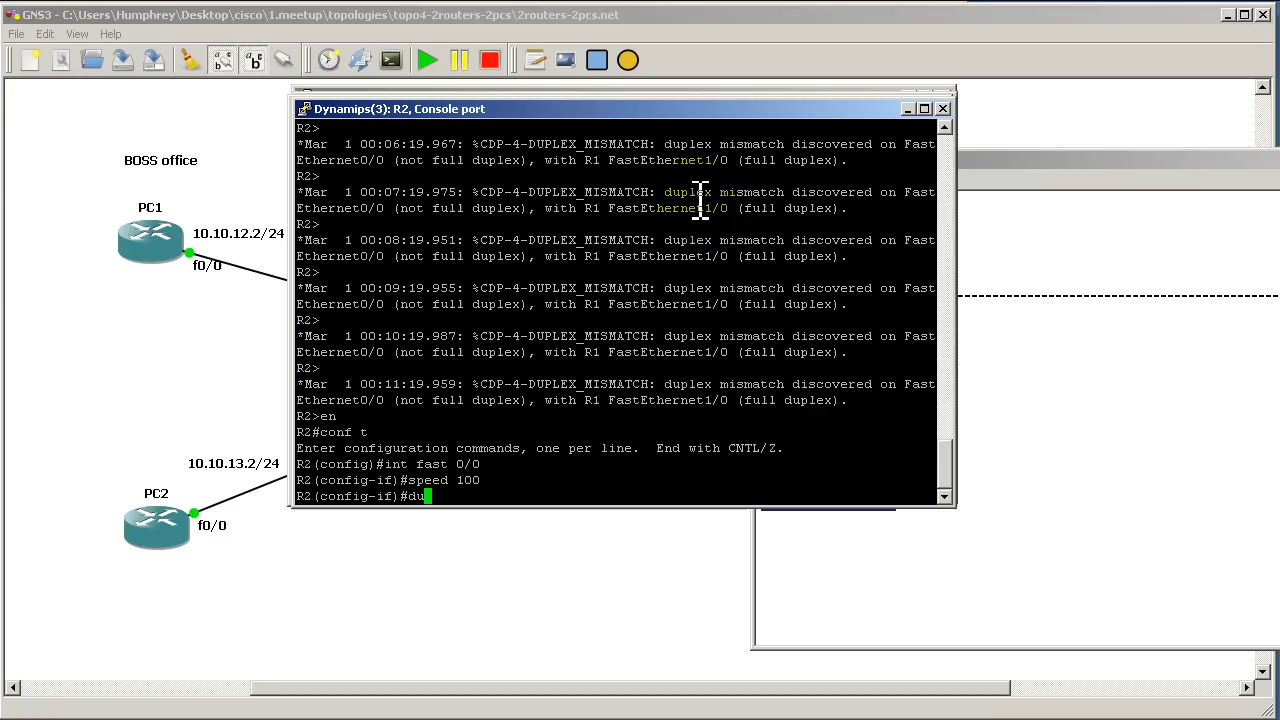 GNS3 - C:\Users\Humphrey\Desktop\cisco\1.meetup\topologies\topo4-2routers-2pcs\2routers-2pcs.net
File Edit View Help
Dynamips(3): R2, Console port
R2>
*Mar  1 00:06:19.967: %CDP-4-DUPLEX_MISMATCH: duplex mismatch discovered on Fast
Ethernet0/0 (not full duplex), with R1 FastEthernet1/0 (full duplex).
R2>
*Mar  1 00:07:19.975: %CDP-4-DUPLEX_MISMATCH: duplex mismatch discovered on Fast
Ethernet0/0 (not full duplex), with R1 FastEthernet1/0 (full duplex).
R2>
*Mar  1 00:08:19.951: %CDP-4-DUPLEX_MISMATCH: duplex mismatch discovered on Fast
Ethernet0/0 (not full duplex), with R1 FastEthernet1/0 (full duplex).
R2>
*Mar  1 00:09:19.955: %CDP-4-DUPLEX_MISMATCH: duplex mismatch discovered on Fast
Ethernet0/0 (not full duplex), with R1 FastEthernet1/0 (full duplex).
R2>
*Mar  1 00:10:19.987: %CDP-4-DUPLEX_MISMATCH: duplex mismatch discovered on Fast
Ethernet0/0 (not full duplex), with R1 FastEthernet1/0 (full duplex).
R2>
*Mar  1 00:11:19.959: %CDP-4-DUPLEX_MISMATCH: duplex mismatch discovered on Fast
Ethernet0/0 (not full duplex), with R1 FastEthernet1/0 (full duplex).
R2>en
R2#conf t
Enter configuration commands, one per line.  End with CNTL/Z.
R2(config)#int fast 0/0
R2(config-if)#speed 100
R2(config-if)#du
BOSS office
PC1
10.10.12.2/24
f0/0
10.10.13.2/24
PC2
f0/0